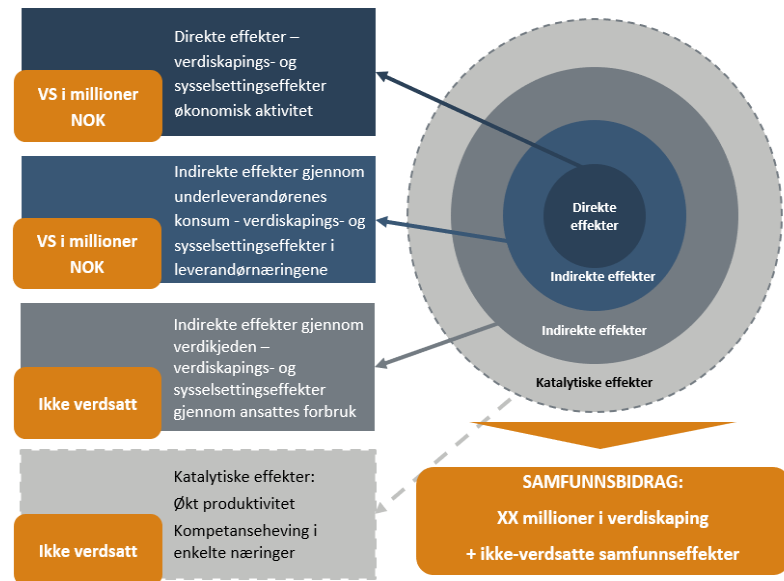 Direkte effekter –
verdiskapings- og
sysselsettingseffekter
økonomisk aktivitet
VS i millioner
NOK
Indirekte effekter gjennom
underleverandørenes
konsum - verdiskapings- og
sysselsettingseffekter i
leverandørnæringene
VS i millioner
NOK
Indirekte effekter gjennom
verdikjeden –
verdiskapings- og
sysselsettingseffekter
gjennom ansattes forbruk
Ikke verdsatt
Katalytiske effekter:
Økt produktivitet
Kompetanseheving i
enkelte næringer
Ikke verdsatt
Direkte
effekter
Indirekte effekter
Indirekte effekter
Katalytiske effekter
SAMFUNNSBIDRAG:
XX millioner i verdiskaping
+ ikke-verdsatte samfunnseffekter